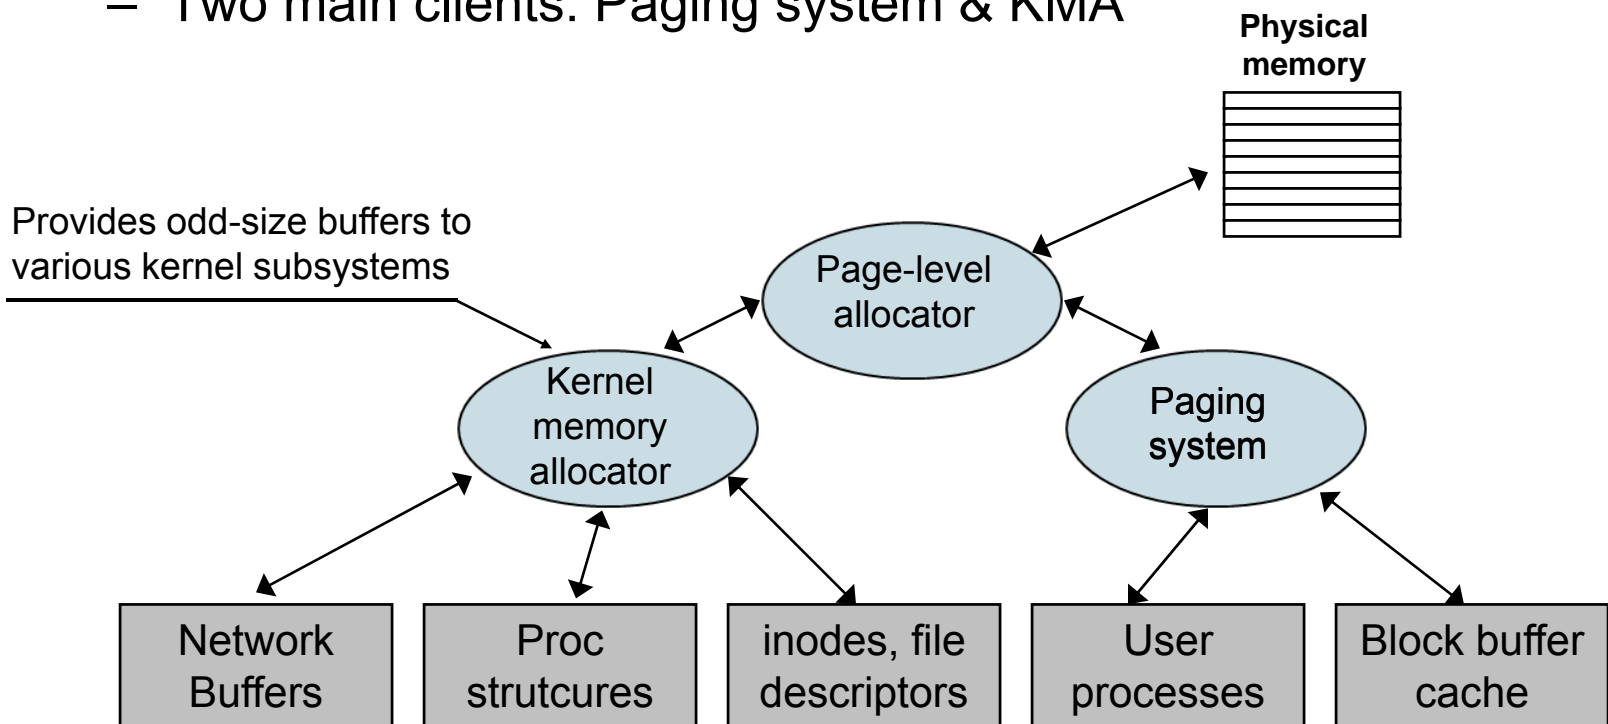 – Two main clients: Paging system & KMA
Physical
memory
Provides odd-size buffers to
various kernel subsystems
Page-level
allocator
Kernel
memory
allocator
Paging
system
Network
Buffers
Proc
strutcures
inodes, file
descriptors
User
processes
Block buffer
cache